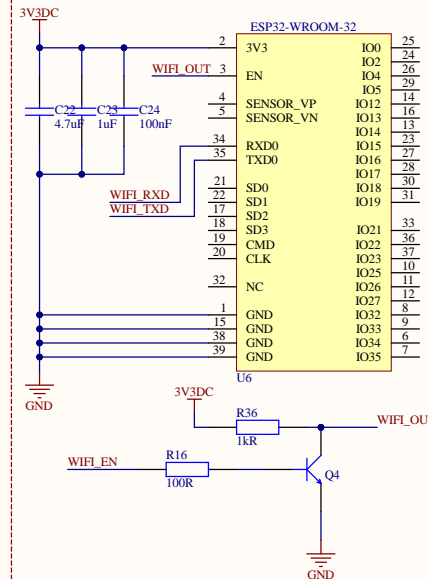 3V3DC
ESP32-WROOM-32
2 3V3 IO0 25
IO2 24
WIFI_OUT 3 EN IO4 26
IO5 29
4 SENSOR_VP IO12 14
5 SENSOR_VN IO13 16
C22 C23 C24
4.7uF 1uF 100nF
IO14 13
34 RXD0 IO15 23
35 TXD0 IO16 27
IO17 28
21 SD0 IO18 30
WIFI_RXD 22 SD1 IO19 31
WIFI_TXD 17 SD2
18 SD3 IO21 33
19 CMD IO22 36
20 CLK IO23 37
IO25 10
32 NC IO26 11
IO27 12
1 GND IO32 8
15 GND IO33 9
38 GND IO34 6
39 GND IO35 7
U6
GND
3V3DC
R36
1kR
WIFI_OU
WIFI_EN
R16
100R
Q4
GND